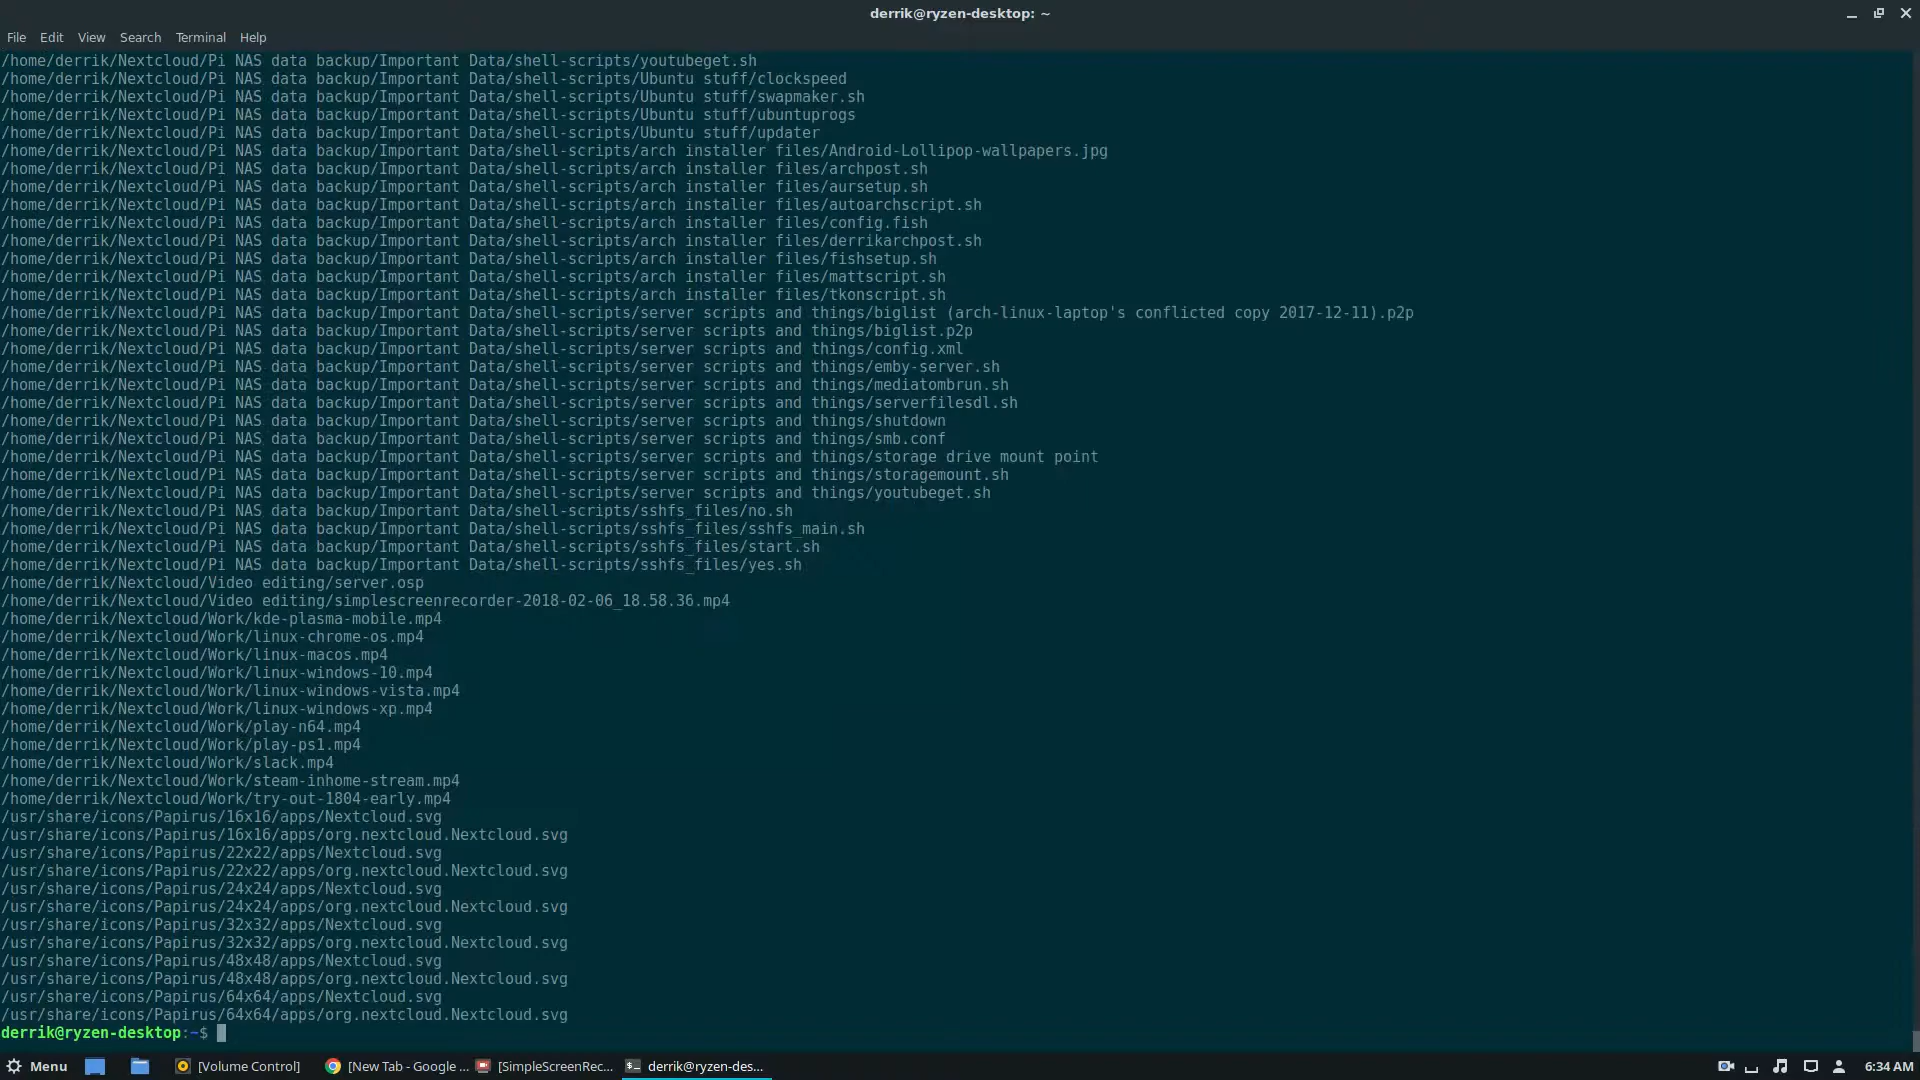 derrik@ryzen-desktop: ~
File Edit View Search Terminal Help
/home/derrik/Nextcloud/Pi NAS data backup/Important Data/shell-scripts/youtubeget.sh
/home/derrik/Nextcloud/Pi NAS data backup/Important Data/shell-scripts/Ubuntu stuff/clockspeed
/home/derrik/Nextcloud/Pi NAS data backup/Important Data/shell-scripts/Ubuntu stuff/swapmaker.sh
/home/derrik/Nextcloud/Pi NAS data backup/Important Data/shell-scripts/Ubuntu stuff/ubuntuprogs
/home/derrik/Nextcloud/Pi NAS data backup/Important Data/shell-scripts/Ubuntu stuff/updater
/home/derrik/Nextcloud/Pi NAS data backup/Important Data/shell-scripts/arch installer files/Android-Lollipop-wallpapers.jpg
/home/derrik/Nextcloud/Pi NAS data backup/Important Data/shell-scripts/arch installer files/archpost.sh
/home/derrik/Nextcloud/Pi NAS data backup/Important Data/shell-scripts/arch installer files/aursetup.sh
/home/derrik/Nextcloud/Pi NAS data backup/Important Data/shell-scripts/arch installer files/autoarchscript.sh
/home/derrik/Nextcloud/Pi NAS data backup/Important Data/shell-scripts/arch installer files/config.fish
/home/derrik/Nextcloud/Pi NAS data backup/Important Data/shell-scripts/arch installer files/derrikarchpost.sh
/home/derrik/Nextcloud/Pi NAS data backup/Important Data/shell-scripts/arch installer files/fishsetup.sh
/home/derrik/Nextcloud/Pi NAS data backup/Important Data/shell-scripts/arch installer files/mattscript.sh
/home/derrik/Nextcloud/Pi NAS data backup/Important Data/shell-scripts/arch installer files/tkonscript.sh
/home/derrik/Nextcloud/Pi NAS data backup/Important Data/shell-scripts/server scripts and things/biglist (arch-linux-laptop's conflicted copy 2017-12-11).p2p
/home/derrik/Nextcloud/Pi NAS data backup/Important Data/shell-scripts/server scripts and things/biglist.p2p
/home/derrik/Nextcloud/Pi NAS data backup/Important Data/shell-scripts/server scripts and things/config.xml
/home/derrik/Nextcloud/Pi NAS data backup/Important Data/shell-scripts/server scripts and things/emby-server.sh
/home/derrik/Nextcloud/Pi NAS data backup/Important Data/shell-scripts/server scripts and things/mediatombrun.sh
/home/derrik/Nextcloud/Pi NAS data backup/Important Data/shell-scripts/server scripts and things/serverfilesdl.sh
/home/derrik/Nextcloud/Pi NAS data backup/Important Data/shell-scripts/server scripts and things/shutdown
/home/derrik/Nextcloud/Pi NAS data backup/Important Data/shell-scripts/server scripts and things/smb.conf
/home/derrik/Nextcloud/Pi NAS data backup/Important Data/shell-scripts/server scripts and things/storage drive mount point
/home/derrik/Nextcloud/Pi NAS data backup/Important Data/shell-scripts/server scripts and things/storagemount.sh
/home/derrik/Nextcloud/Pi NAS data backup/Important Data/shell-scripts/server scripts and things/youtubeget.sh
/home/derrik/Nextcloud/Pi NAS data backup/Important Data/shell-scripts/sshfs_files/no.sh
/home/derrik/Nextcloud/Pi NAS data backup/Important Data/shell-scripts/sshfs_files/sshfs_main.sh
/home/derrik/Nextcloud/Pi NAS data backup/Important Data/shell-scripts/sshfs_files/start.sh
/home/derrik/Nextcloud/Pi NAS data backup/Important Data/shell-scripts/sshfs_files/yes.sh
/home/derrik/Nextcloud/Video editing/server.osp
/home/derrik/Nextcloud/Video editing/simplescreenrecorder-2018-02-06_18.58.36.mp4
/home/derrik/Nextcloud/Work/kde-plasma-mobile.mp4
/home/derrik/Nextcloud/Work/linux-chrome-os.mp4
/home/derrik/Nextcloud/Work/linux-macos.mp4
/home/derrik/Nextcloud/Work/linux-windows-10.mp4
/home/derrik/Nextcloud/Work/linux-windows-vista.mp4
/home/derrik/Nextcloud/Work/linux-windows-xp.mp4
/home/derrik/Nextcloud/Work/play-n64.mp4
/home/derrik/Nextcloud/Work/play-ps1.mp4
/home/derrik/Nextcloud/Work/slack.mp4
/home/derrik/Nextcloud/Work/steam-inhome-stream.mp4
/home/derrik/Nextcloud/Work/try-out-1804-early.mp4
/usr/share/icons/Papirus/16x16/apps/Nextcloud.svg
/usr/share/icons/Papirus/16x16/apps/org.nextcloud.Nextcloud.svg
/usr/share/icons/Papirus/22x22/apps/Nextcloud.svg
/usr/share/icons/Papirus/22x22/apps/org.nextcloud.Nextcloud.svg
/usr/share/icons/Papirus/24x24/apps/Nextcloud.svg
/usr/share/icons/Papirus/24x24/apps/org.nextcloud.Nextcloud.svg
/usr/share/icons/Papirus/32x32/apps/Nextcloud.svg
/usr/share/icons/Papirus/32x32/apps/org.nextcloud.Nextcloud.svg
/usr/share/icons/Papirus/48x48/apps/Nextcloud.svg
/usr/share/icons/Papirus/48x48/apps/org.nextcloud.Nextcloud.svg
/usr/share/icons/Papirus/64x64/apps/Nextcloud.svg
/usr/share/icons/Papirus/64x64/apps/org.nextcloud.Nextcloud.svg
derrik@ryzen-desktop:~$
Menu [Volume Control] [New Tab - Google ... [SimpleScreenRec... derrik@ryzen-des... 6:34 AM